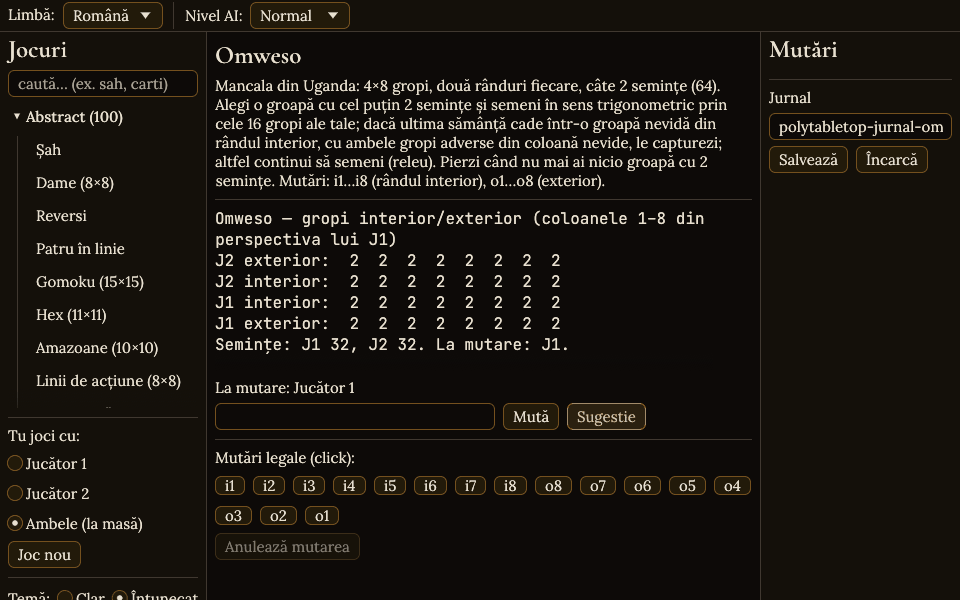 Limbă: Română ▼ Nivel AI: Normal ▼
Jocuri
caută... (ex. sah, carti)
▼ Abstract (100)
Șah
Dame (8×8)
Reversi
Patru în linie
Gomoku (15×15)
Hex (11×11)
Amazoane (10×10)
Linii de acțiune (8×8)
Tu joci cu:
Jucător 1
Jucător 2
Ambele (la masă)
Joc nou
Temă: Clar Întunecat
Omweso
Mancala din Uganda: 4×8 gropi, două rânduri fiecare, câte 2 semințe (64).
Alegi o groapă cu cel puțin 2 semințe și semeni în sens trigonometric prin
cele 16 gropi ale tale; dacă ultima sămânță cade într-o groapă nevidă din
rândul interior, cu ambele gropi adverse din coloană nevide, le capturezi;
altfel continui să semeni (releu). Pierzi când nu mai ai nicio groapă cu 2
semințe. Mutări: i1...i8 (rândul interior), o1...o8 (exterior).
Omweso — gropi interior/exterior (coloanele 1–8 din
perspectiva lui J1)
J2 exterior: 2 2 2 2 2 2 2 2
J2 interior: 2 2 2 2 2 2 2 2
J1 interior: 2 2 2 2 2 2 2 2
J1 exterior: 2 2 2 2 2 2 2 2
Semințe: J1 32, J2 32. La mutare: J1.
La mutare: Jucător 1
Mută Sugestie
Mutări legale (click):
i1 i2 i3 i4 i5 i6 i7 i8 o8 o7 o6 o5 o4
o3 o2 o1
Anulează mutarea
Mutări
Jurnal
polytabletop-jurnal-om
Salvează Încarcă